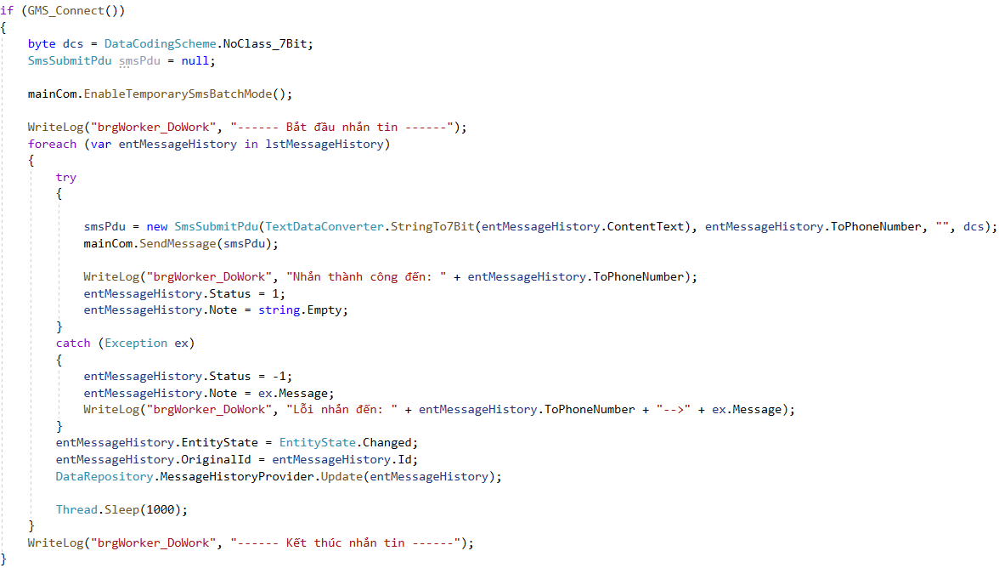 if (GMS_Connect())
{
    byte dcs = DataCodingScheme.NoClass_7Bit;
    SmsSubmitPdu smsPdu = null;

    mainCom.EnableTemporarySmsBatchMode();

    WriteLog("brgWorker_DoWork", "------ Bắt đầu nhắn tin ------");
    foreach (var entMessageHistory in lstMessageHistory)
    {
        try
        {

            smsPdu = new SmsSubmitPdu(TextDataConverter.StringTo7Bit(entMessageHistory.ContentText), entMessageHistory.ToPhoneNumber, "", dcs);
            mainCom.SendMessage(smsPdu);

            WriteLog("brgWorker_DoWork", "Nhắn thành công đến: " + entMessageHistory.ToPhoneNumber);
            entMessageHistory.Status = 1;
            entMessageHistory.Note = string.Empty;
        }
        catch (Exception ex)
        {
            entMessageHistory.Status = -1;
            entMessageHistory.Note = ex.Message;
            WriteLog("brgWorker_DoWork", "Lỗi nhắn đến: " + entMessageHistory.ToPhoneNumber + "-->" + ex.Message);
        }
        entMessageHistory.EntityState = EntityState.Changed;
        entMessageHistory.OriginalId = entMessageHistory.Id;
        DataRepository.MessageHistoryProvider.Update(entMessageHistory);

        Thread.Sleep(1000);
    }
    WriteLog("brgWorker_DoWork", "------ Kết thúc nhắn tin ------");
}